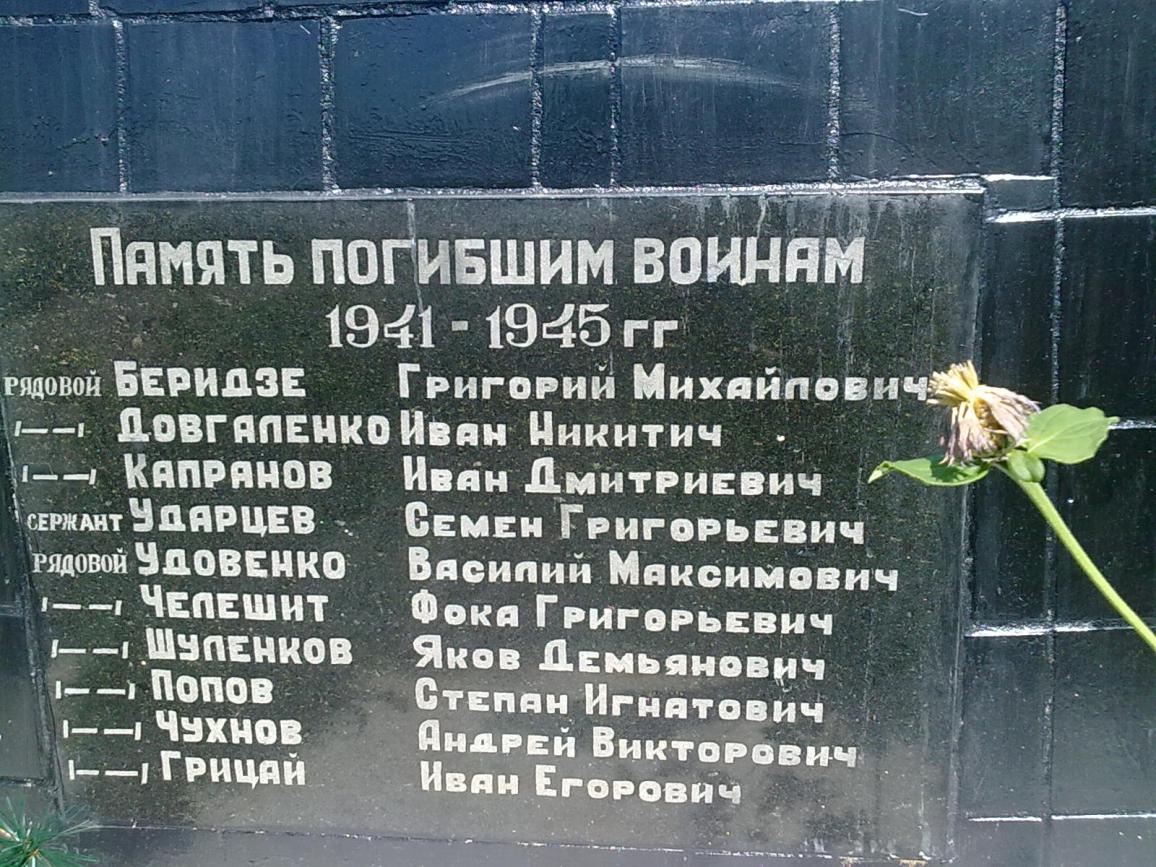 Память погибшим воинам
1941 - 1945 гг
рядовой Беридзе Григорий Михайлович
ı——ı Довгаленко Иван Никитич
ı——ı Капранов Иван Дмитриевич
сержант Ударцев Семен Григорьевич
рядовой Удовенко Василий Максимович
ı——ı Челешит Фока Григорьевич
ı——ı Шуленков Яков Демьянович
ı——ı Попов Степан Игнатович
ı——ı Чухнов Андрей Викторович
ı——ı Грицай Иван Егорович